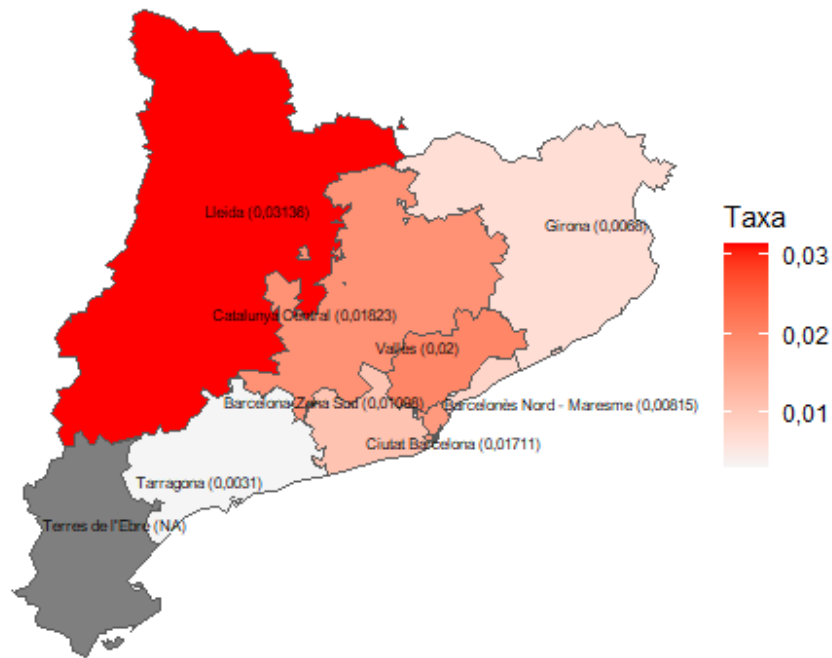 Lleida (0,03138)
Girona (0,0068)
Taxa
0,03
0,02
0,01
Catalunya Central (0,01823)
Vallès (0,02)
Barcelona Zona Sud (0,01098)
Barcelonès Nord - Maresme (0,00815)
Ciutat Barcelona (0,01711)
Tarragona (0,0031)
Terres de l'Ebre (NA)